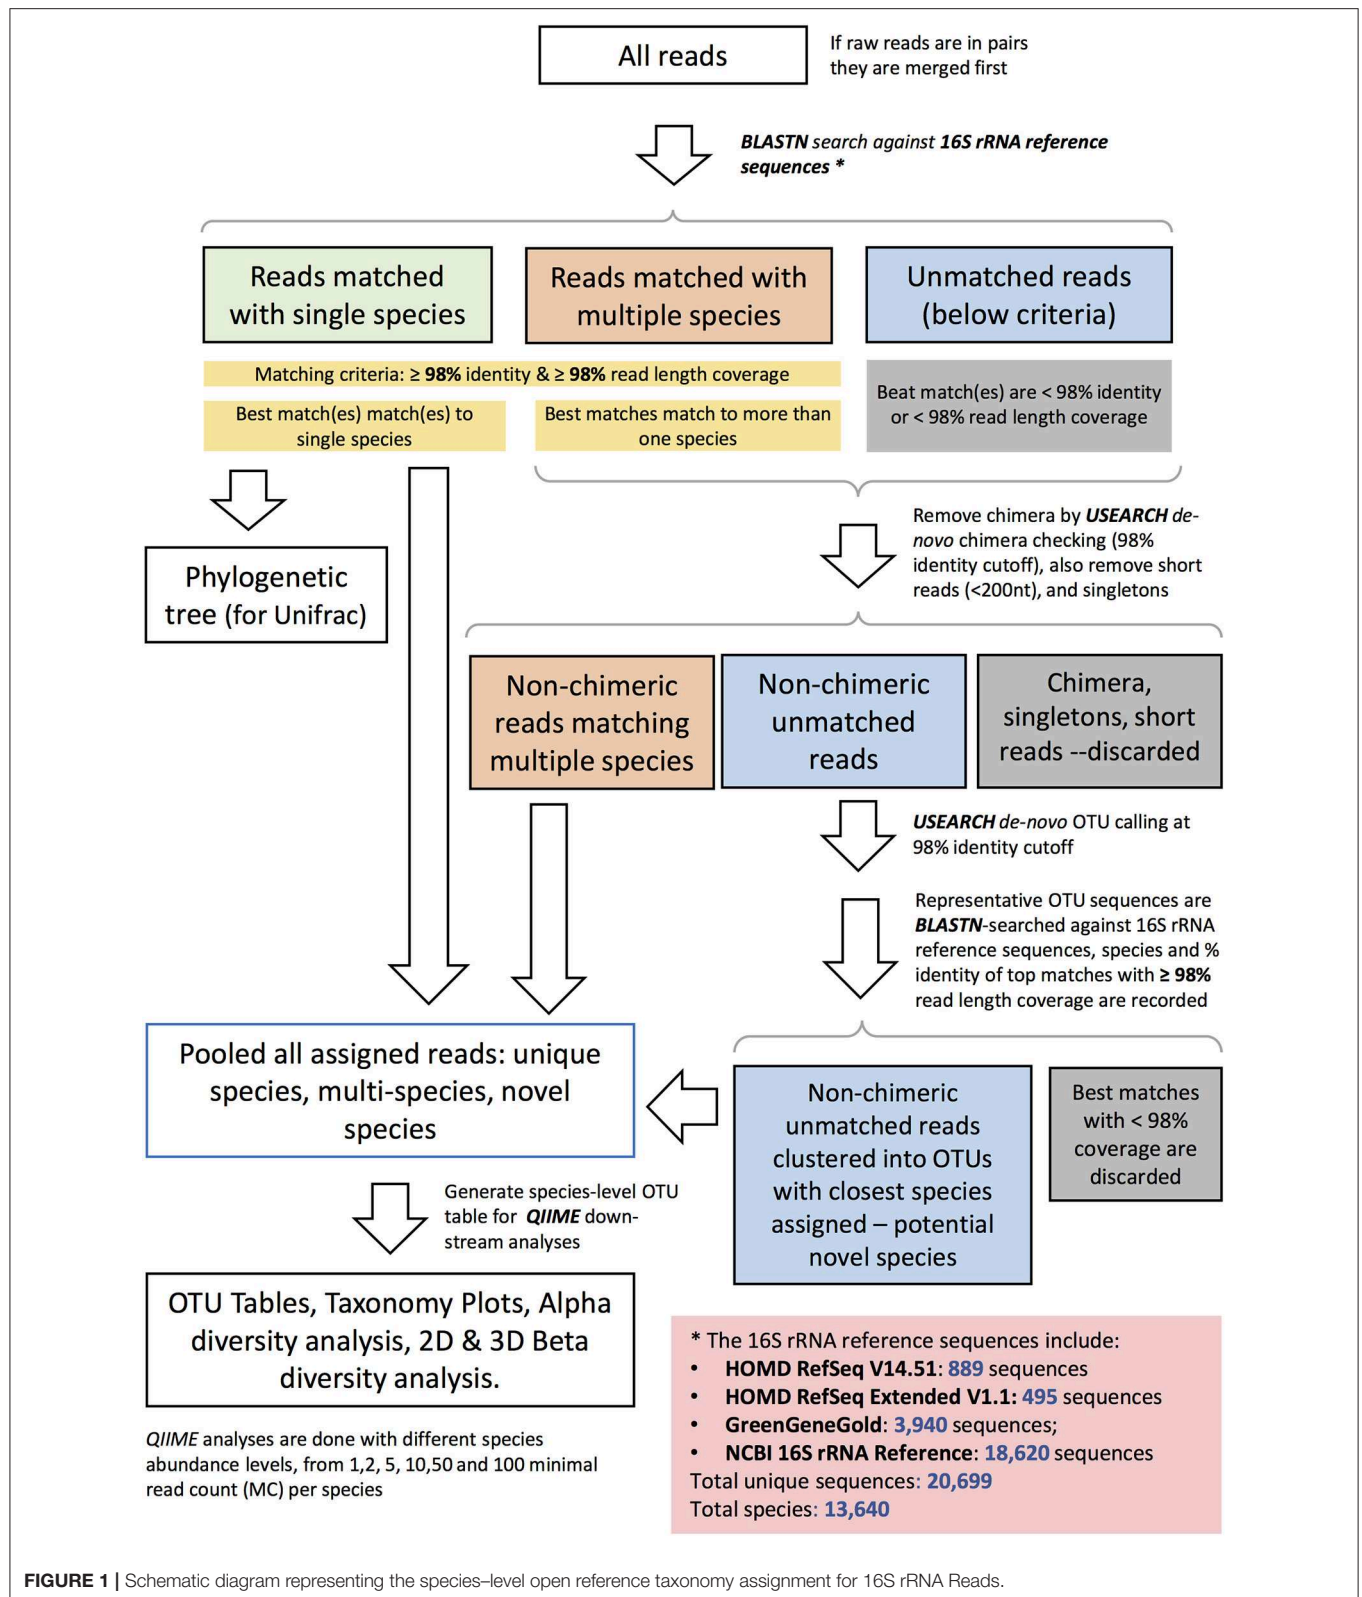 All reads
If raw reads are in pairs
they are merged first
BLASTN search against 16S rRNA reference
sequences *
Reads matched
with single species
Reads matched with
multiple species
Unmatched reads
(below criteria)
Matching criteria: ≥ 98% identity & ≥ 98% read length coverage
Best match(es) match(es) to
single species
Best matches match to more than
one species
Beat match(es) are < 98% identity
or < 98% read length coverage
Phylogenetic
tree (for Unifrac)
Remove chimera by USEARCH de-
novo chimera checking (98%
identity cutoff), also remove short
reads (<200nt), and singletons
Non-chimeric
reads matching
multiple species
Non-chimeric
unmatched
reads
Chimera,
singletons, short
reads --discarded
USEARCH de-novo OTU calling at
98% identity cutoff
Representative OTU sequences are
BLASTN-searched against 16S rRNA
reference sequences, species and %
identity of top matches with ≥ 98%
read length coverage are recorded
Pooled all assigned reads: unique
species, multi-species, novel
species
Non-chimeric
unmatched reads
clustered into OTUs
with closest species
assigned – potential
novel species
Best matches
with < 98%
coverage are
discarded
Generate species-level OTU
table for QIIME down-
stream analyses
OTU Tables, Taxonomy Plots, Alpha
diversity analysis, 2D & 3D Beta
diversity analysis.
QIIME analyses are done with different species
abundance levels, from 1,2, 5, 10,50 and 100 minimal
read count (MC) per species
* The 16S rRNA reference sequences include:
• HOMD RefSeq V14.51: 889 sequences
• HOMD RefSeq Extended V1.1: 495 sequences
• GreenGeneGold: 3,940 sequences;
• NCBI 16S rRNA Reference: 18,620 sequences
Total unique sequences: 20,699
Total species: 13,640
FIGURE 1 | Schematic diagram representing the species–level open reference taxonomy assignment for 16S rRNA Reads.